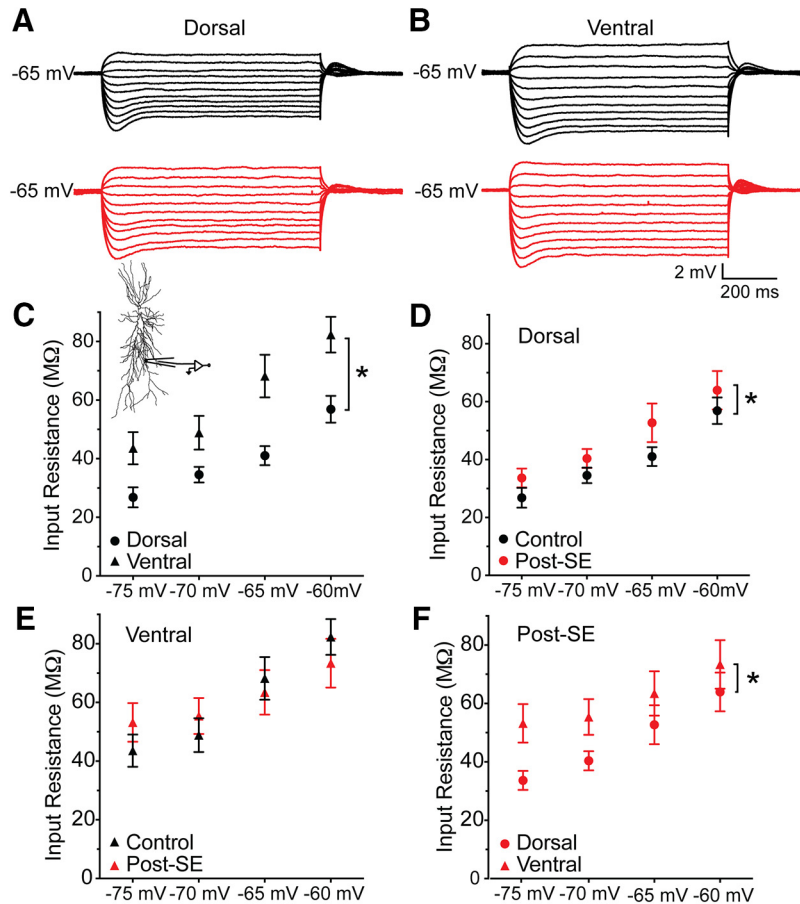 A
Dorsal
B
Ventral
-65 mV
-65 mV
-65 mV
-65 mV
2 mV
200 ms
C
Input Resistance (MΩ)
80
60
40
20
0
*
Dorsal
Ventral
-75 mV -70 mV -65 mV -60mV
D
Dorsal
Input Resistance (MΩ)
80
60
40
20
0
*
Control
Post-SE
-75 mV -70 mV -65 mV -60 mV
E
Ventral
Input Resistance (MΩ)
80
60
40
20
0
Control
Post-SE
-75 mV -70 mV -65 mV -60 mV
F
Post-SE
Input Resistance (MΩ)
80
60
40
20
0
*
Dorsal
Ventral
-75 mV -70 mV -65 mV -60 mV